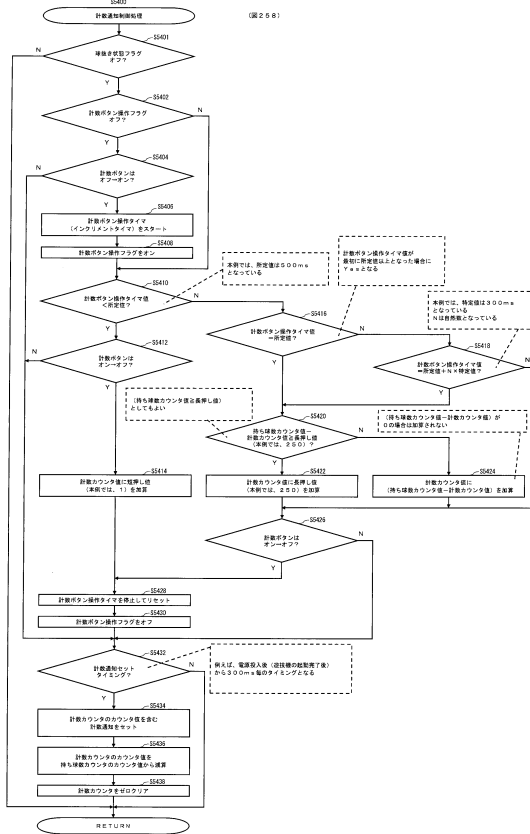 S5400
計数通知制御処理
(図258)
S5401
球抜き状態フラグ
オフ?
N
Y
S5402
計数ボタン操作フラグ
オフ?
N
Y
S5404
計数ボタンは
オフ→オン?
N
Y
S5406
計数ボタン操作タイマ
(インクリメントタイマ)をスタート
S5408
計数ボタン操作フラグをオン
本例では、所定値は500ms
となっている
計数ボタン操作タイマ値が
最初に所定値以上となった場合に
Yesとなる
本例では、特定値は300ms
となっている
Nは自然数となっている
S5410
計数ボタン操作タイマ値
<所定値?
N
Y
S5416
計数ボタン操作タイマ値
=所定値?
N
Y
S5412
計数ボタンは
オン→オフ?
N
Y
S5418
計数ボタン操作タイマ値
=所定値+N×特定値?
N
Y
(持ち球数カウンタ値≧長押し値)
としてもよい
S5420
持ち球数カウンタ値-
計数カウンタ値≧長押し値
(本例では、250)?
N
Y
(持ち球数カウンタ値-計数カウンタ値)が
0の場合は加算されない
S5414
計数カウンタ値に短押し値
(本例では、1)を加算
S5422
計数カウンタ値に長押し値
(本例では、250)を加算
S5424
計数カウンタ値に
(持ち球数カウンタ値-計数カウンタ値)を加算
S5426
計数ボタンは
オン→オフ?
N
Y
S5428
計数ボタン操作タイマを停止してリセット
S5430
計数ボタン操作フラグをオフ
S5432
計数通知セット
タイミング?
N
Y
例えば、電源投入後(遊技機の起動完了後)
から300ms毎のタイミングとなる
S5434
計数カウンタのカウンタ値を含む
計数通知をセット
S5436
計数カウンタのカウンタ値を
持ち球数カウンタのカウンタ値から減算
S5438
計数カウンタをゼロクリア
RETURN